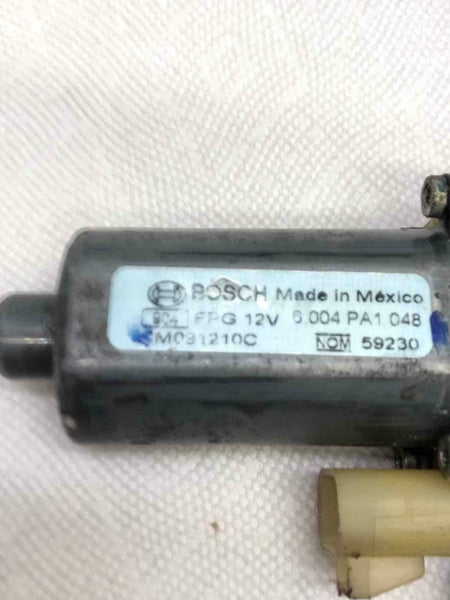 BOSCH Made in México
FPG 12V 6 004 PA1 048
M031210C NOM 59230